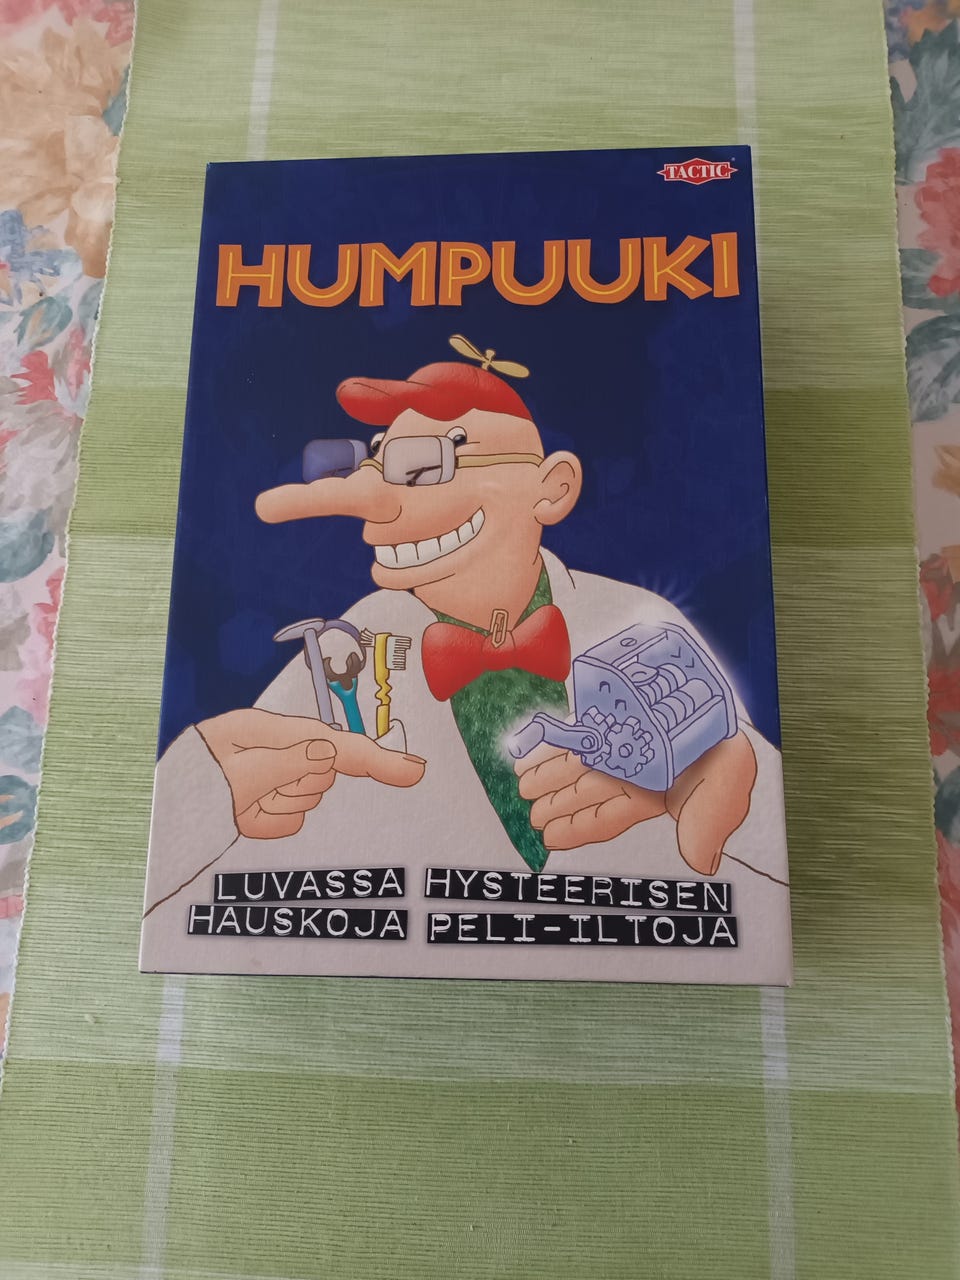 TACTIC
HUMPUUKI
LUVASSA HYSTEERISEN
HAUSKOJA PELI-ILTOJA